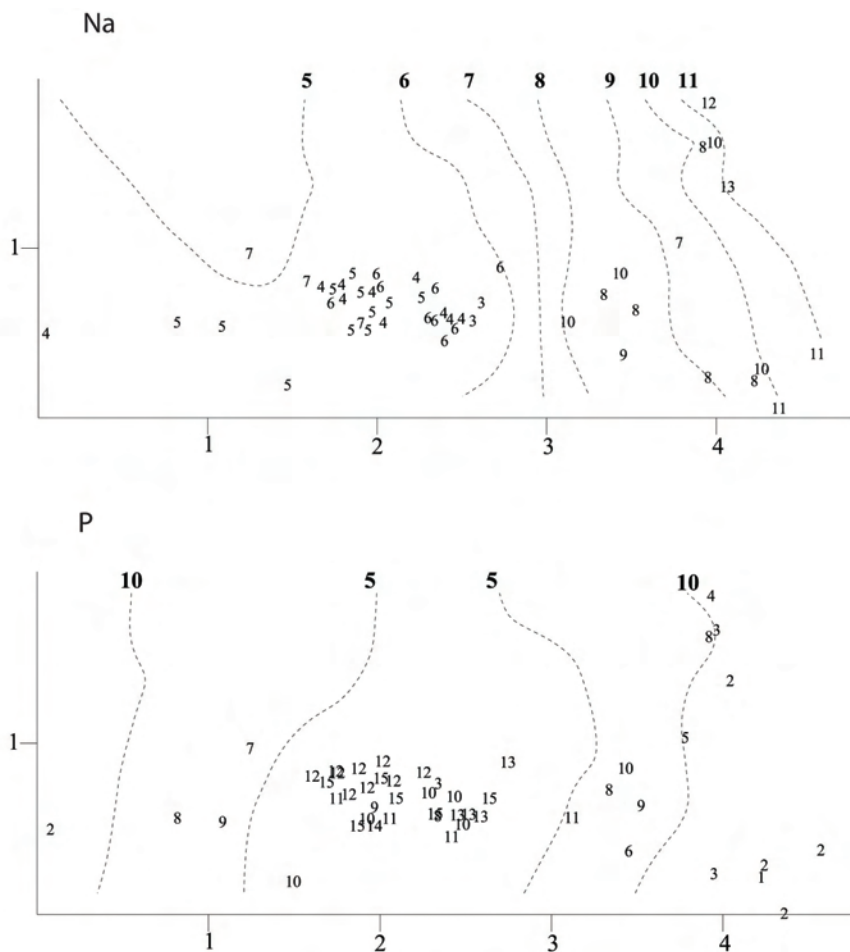 Na
5 6 7 8 9 10 11
12
8 10
13
1 7 7
7 4 5 4 5 6 4 6 10
6 4 5 4 6 5 6 3 8
5 7 5 5 4 5 6 6 4 4 4 3 10 8
4 5 5 6 6 9 11
5 8 8 10
11
1 2 3 4
P
10 5 5 10
4
8 3
2
1 7 5
12 12 12 12 13 10
12 15 12 15 12 3 8
11 12 12 15 10 10 15 9
8 9 9 10 11 15 8 13 13 13 11
2 15 14 10 11 6 2
10 3 1 2
2
1 2 3 4